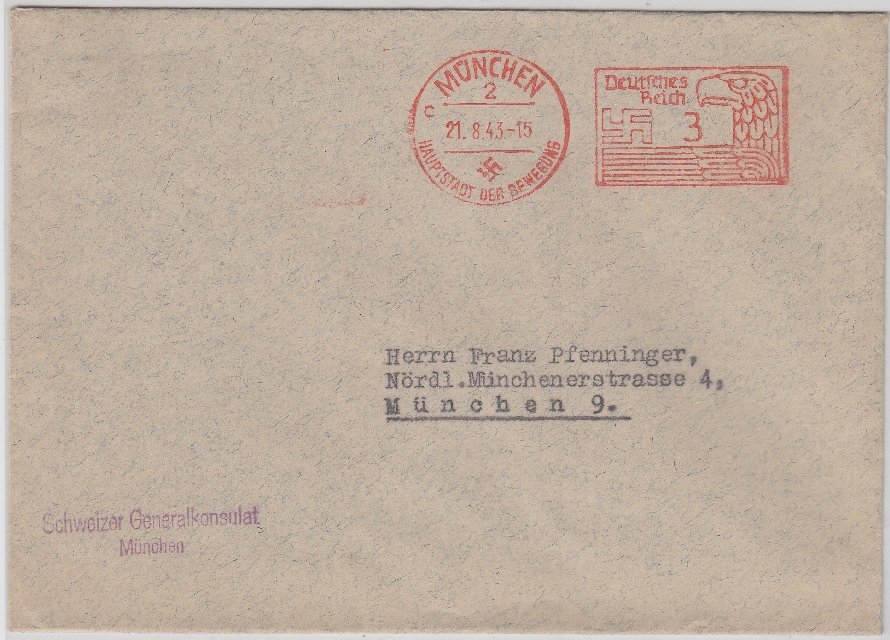 MÜNCHEN
2
c
21.8.43-15
HAUPTSTADT DER BEWEGUNG
Deutsches
Reich
3
Herrn Franz Pfenninger,
Nördl.Münchenerstrasse 4,
München 9.
Schweizer Generalkonsulat
München